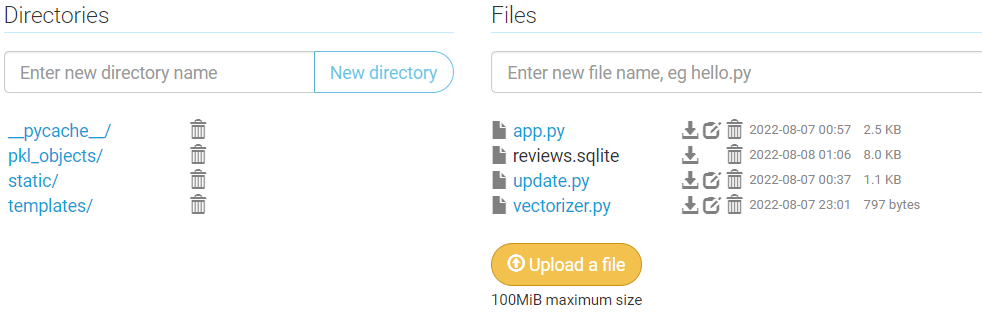 Directories
Enter new directory name New directory
__pycache__/
pkl_objects/
static/
templates/
Files
Enter new file name, eg hello.py
app.py 2022-08-07 00:57 2.5 KB
reviews.sqlite 2022-08-08 01:06 8.0 KB
update.py 2022-08-07 00:37 1.1 KB
vectorizer.py 2022-08-07 23:01 797 bytes
Upload a file
100MiB maximum size